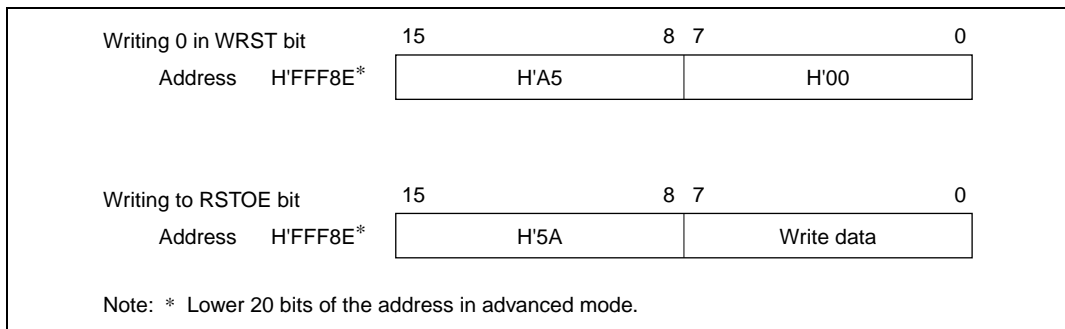 Writing 0 in WRST bit 15 8 7 0
Address H'FFF8E* H'A5 H'00
Writing to RSTOE bit 15 8 7 0
Address H'FFF8E* H'5A Write data
Note: * Lower 20 bits of the address in advanced mode.